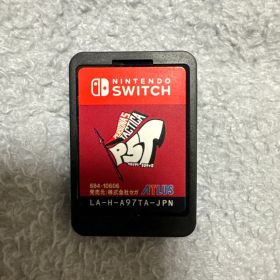 NINTENDO
SWITCH
PERSONA5
TACTICA
P5T
684-10606
発売元:株式会社セガ
ATLUS
LA-H-A97TA-JPN